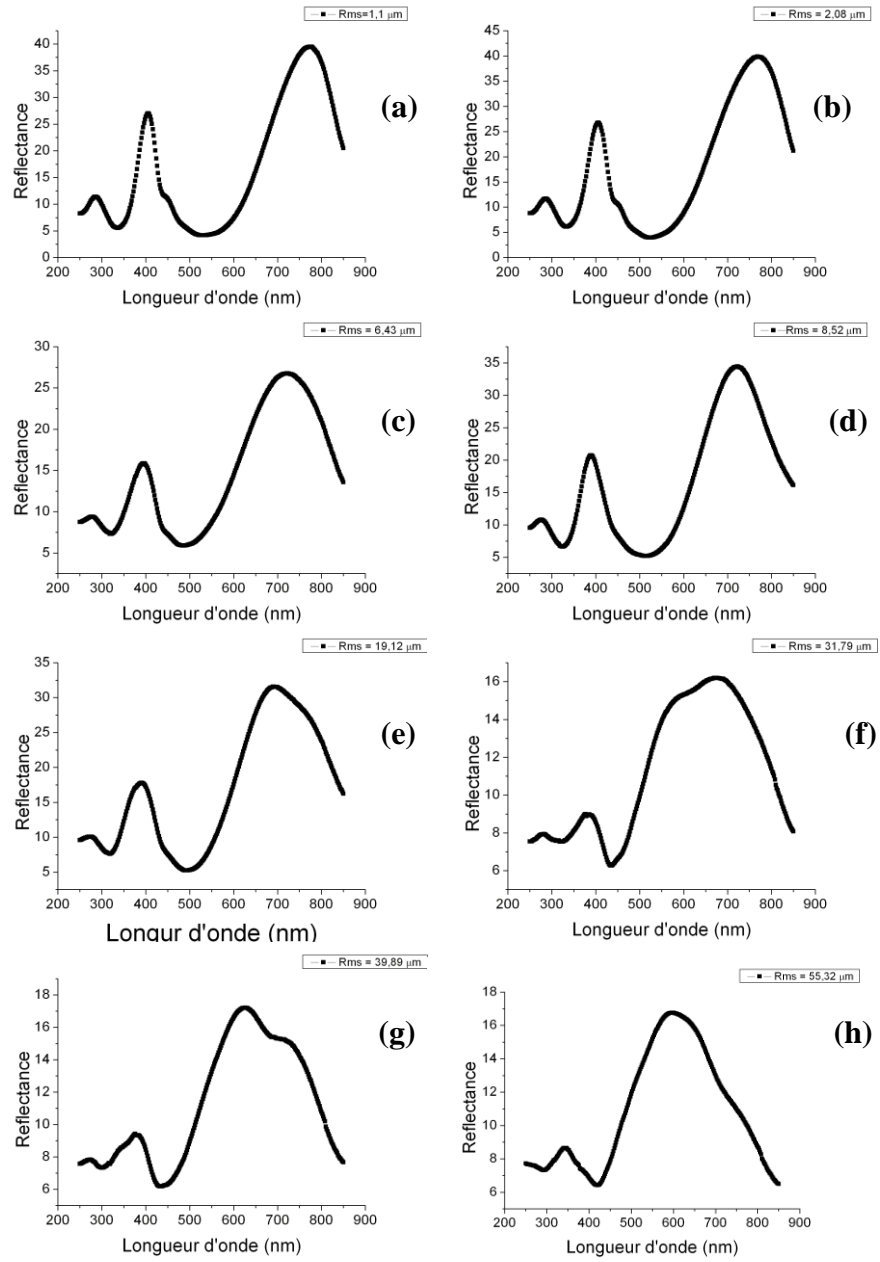 Rms=1,1 µm
Reflectance
40
35
30
25
20
15
10
5
0
200 300 400 500 600 700 800 900
Longueur d'onde (nm)
(a)
Rms = 2,08 µm
Reflectance
45
40
35
30
25
20
15
10
5
0
200 300 400 500 600 700 800 900
Longueur d'onde (nm)
(b)
Rms = 6,43 µm
Reflectance
30
25
20
15
10
5
200 300 400 500 600 700 800 900
Longueur d'onde (nm)
(c)
Rms = 8,52 µm
Reflectance
35
30
25
20
15
10
5
200 300 400 500 600 700 800 900
Longueur d'onde (nm)
(d)
Rms = 19,12 µm
Reflectance
35
30
25
20
15
10
5
200 300 400 500 600 700 800 900
Longur d'onde (nm)
(e)
Rms = 31,79 µm
Reflectance
16
14
12
10
8
6
200 300 400 500 600 700 800 900
Longueur d'onde (nm)
(f)
Rms = 39,89 µm
Reflectance
18
16
14
12
10
8
6
200 300 400 500 600 700 800 900
Longueur d'onde (nm)
(g)
Rms = 55,32 µm
Reflectance
18
16
14
12
10
8
6
200 300 400 500 600 700 800 900
Longueur d'onde (nm)
(h)